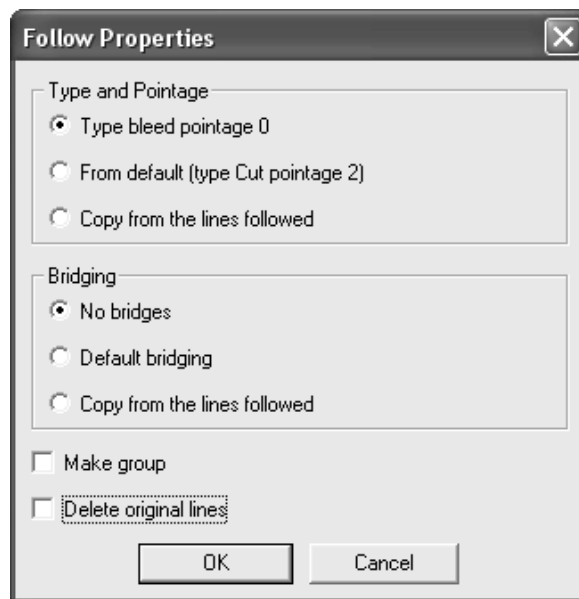 Follow Properties
Type and Pointage
Type bleed pointage 0
From default (type Cut pointage 2)
Copy from the lines followed
Bridging
No bridges
Default bridging
Copy from the lines followed
Make group
Delete original lines
OK Cancel